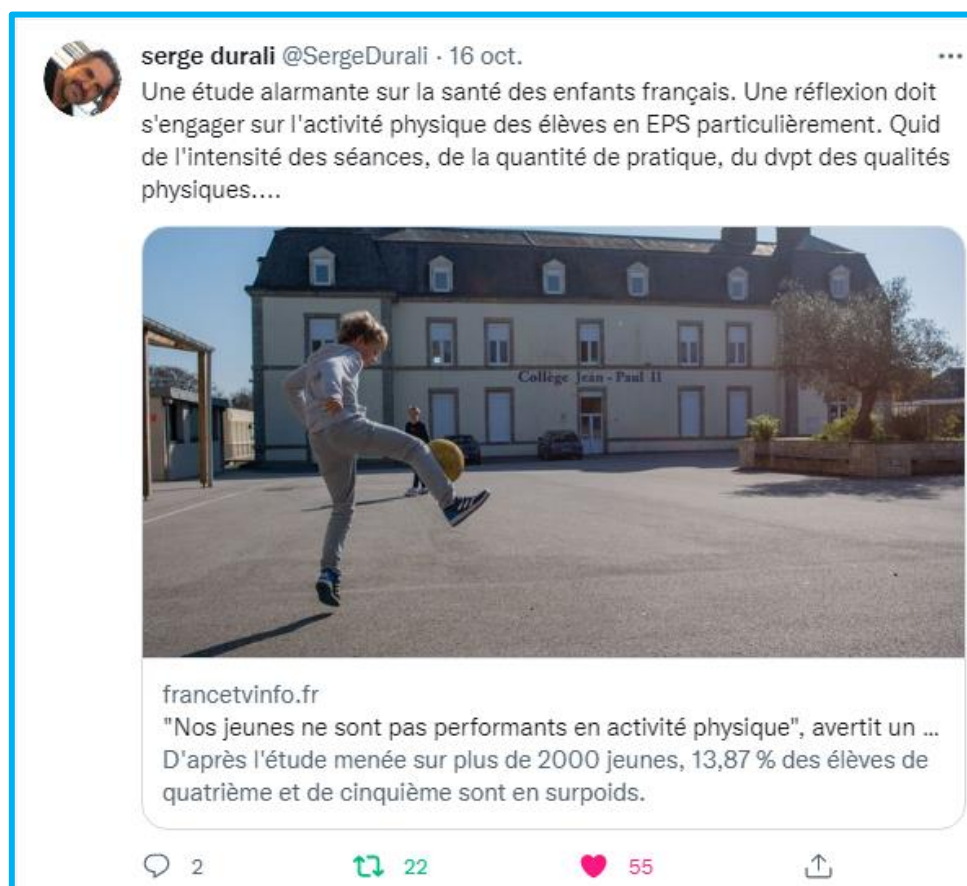 serge durali @SergeDurali · 16 oct.
Une étude alarmante sur la santé des enfants français. Une réflexion doit
s'engager sur l'activité physique des élèves en EPS particulièrement. Quid
de l'intensité des séances, de la quantité de pratique, du dvpt des qualités
physiques....
Collège Jean-Paul II
francetvinfo.fr
"Nos jeunes ne sont pas performants en activité physique", avertit un ...
D'après l'étude menée sur plus de 2000 jeunes, 13,87 % des élèves de
quatrième et de cinquième sont en surpoids.
2 22 55